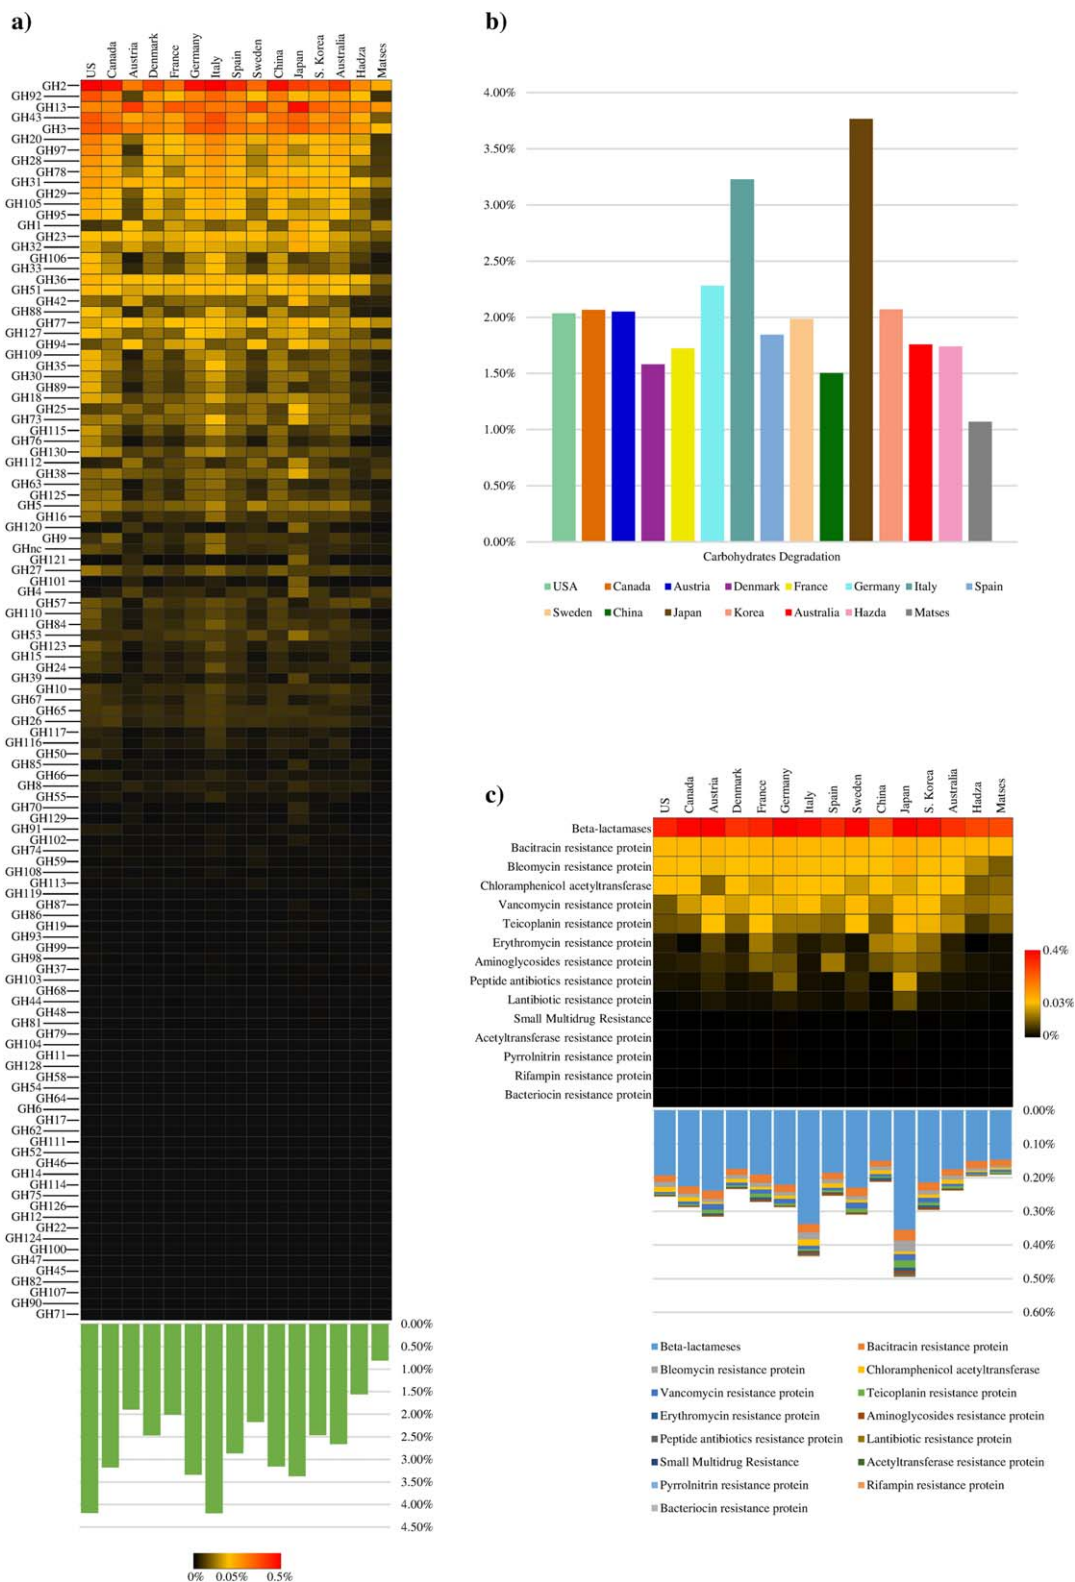 a)
US Canada Austria Denmark France Germany Italy Spain Sweden China Japan S. Korea Australia Hadza Matses
GH2
GH92
GH13
GH43
GH3
GH20
GH97
GH28
GH78
GH31
GH29
GH105
GH95
GH1
GH23
GH32
GH106
GH33
GH36
GH51
GH42
GH88
GH77
GH127
GH94
GH109
GH35
GH30
GH89
GH18
GH25
GH73
GH115
GH76
GH130
GH112
GH38
GH63
GH125
GH5
GH16
GH120
GH9
GHnc
GH121
GH27
GH101
GH4
GH57
GH110
GH84
GH53
GH123
GH15
GH24
GH39
GH10
GH67
GH65
GH26
GH117
GH116
GH50
GH85
GH66
GH8
GH55
GH70
GH129
GH91
GH102
GH74
GH59
GH108
GH113
GH119
GH87
GH86
GH19
GH93
GH99
GH98
GH37
GH103
GH68
GH44
GH48
GH81
GH79
GH104
GH11
GH128
GH58
GH54
GH64
GH6
GH17
GH62
GH111
GH52
GH46
GH14
GH114
GH75
GH126
GH12
GH22
GH124
GH100
GH47
GH45
GH82
GH107
GH90
GH71
0.00%
0.50%
1.00%
1.50%
2.00%
2.50%
3.00%
3.50%
4.00%
4.50%
0% 0.05% 0.5%
b)
4.00%
3.50%
3.00%
2.50%
2.00%
1.50%
1.00%
0.50%
0.00%
Carbohydrates Degradation
USA Canada Austria Denmark France Germany Italy Spain
Sweden China Japan Korea Australia Hazda Matses
c)
US Canada Austria Denmark France Germany Italy Spain Sweden China Japan S. Korea Australia Hadza Matses
Beta-lactamases
Bacitracin resistance protein
Bleomycin resistance protein
Chloramphenicol acetyltransferase
Vancomycin resistance protein
Teicoplanin resistance protein
Erythromycin resistance protein
Aminoglycosides resistance protein
Peptide antibiotics resistance protein
Lantibiotic resistance protein
Small Multidrug Resistance
Acetyltransferase resistance protein
Pyrrolnitrin resistance protein
Rifampin resistance protein
Bacteriocin resistance protein
0.4%
0.03%
0%
0.00%
0.10%
0.20%
0.30%
0.40%
0.50%
0.60%
Beta-lactameses Bacitracin resistance protein
Bleomycin resistance protein Chloramphenicol acetyltransferase
Vancomycin resistance protein Teicoplanin resistance protein
Erythromycin resistance protein Aminoglycosides resistance protein
Peptide antibiotics resistance protein Lantibiotic resistance protein
Small Multidrug Resistance Acetyltransferase resistance protein
Pyrrolnitrin resistance protein Rifampin resistance protein
Bacteriocin resistance protein